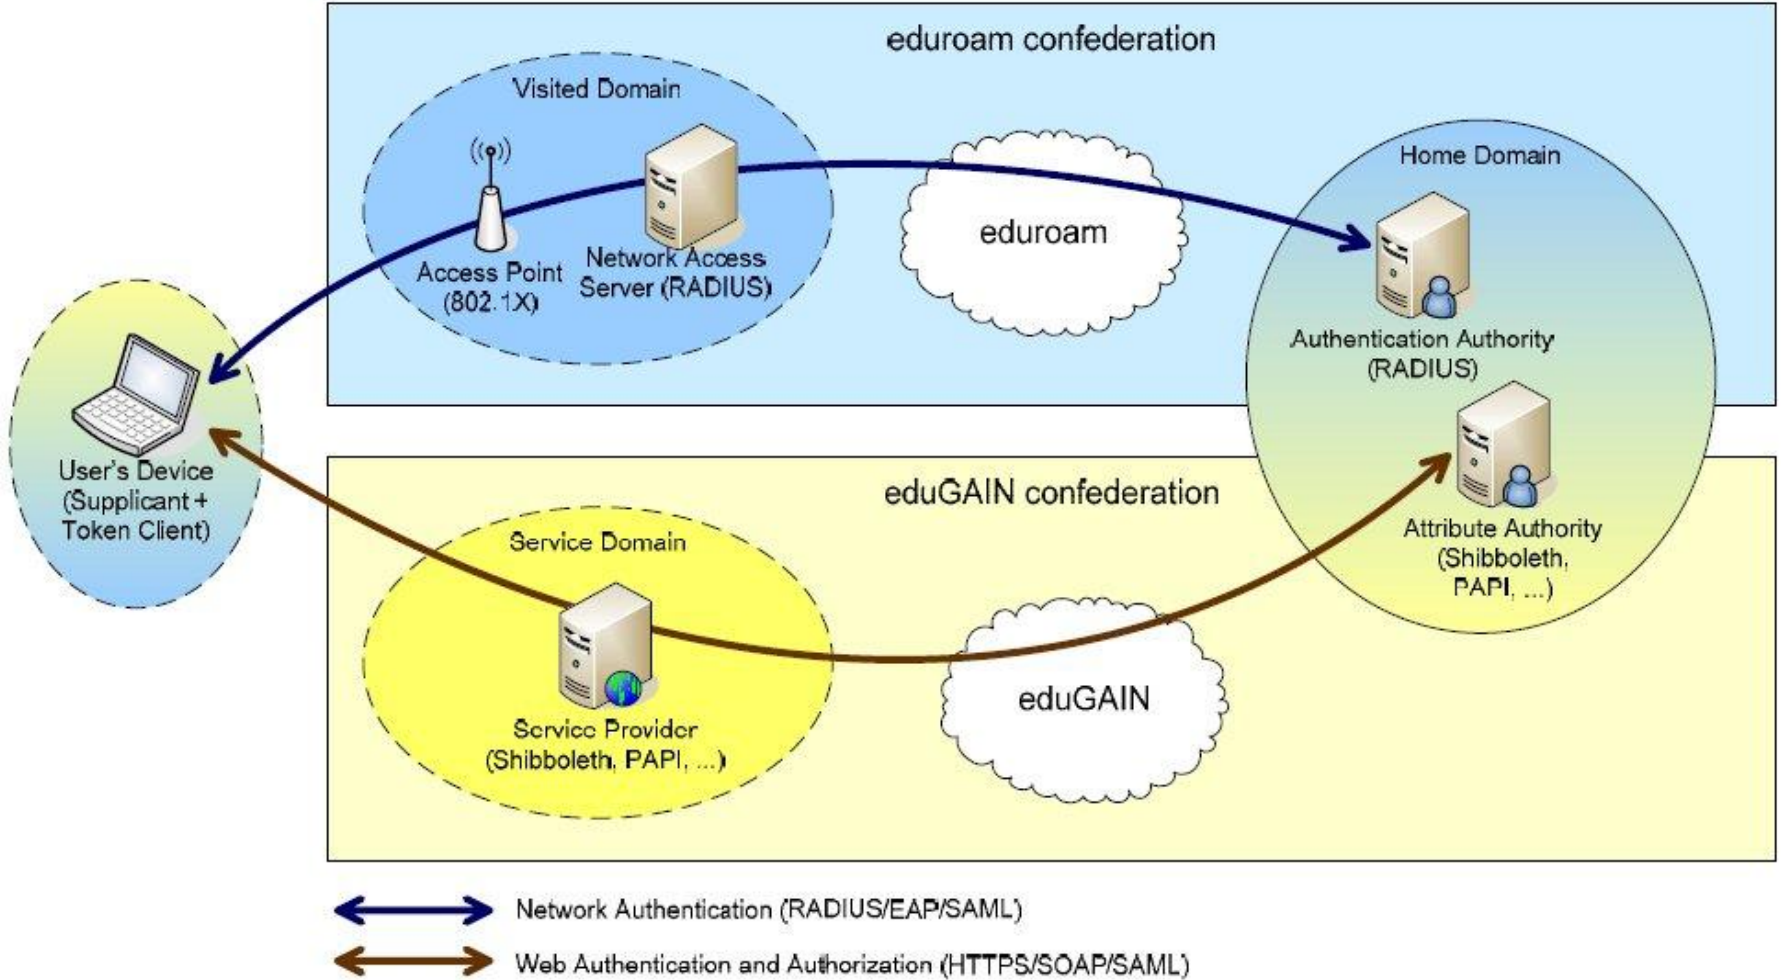 eduroam confederation
Visited Domain
Access Point
(802.1X)
Network Access
Server (RADIUS)
eduroam
Home Domain
Authentication Authority
(RADIUS)
Attribute Authority
(Shibboleth,
PAPI, ...)
User's Device
(Supplicant +
Token Client)
eduGAIN confederation
Service Domain
Service Provider
(Shibboleth, PAPI, ...)
eduGAIN
Network Authentication (RADIUS/EAP/SAML)
Web Authentication and Authorization (HTTPS/SOAP/SAML)